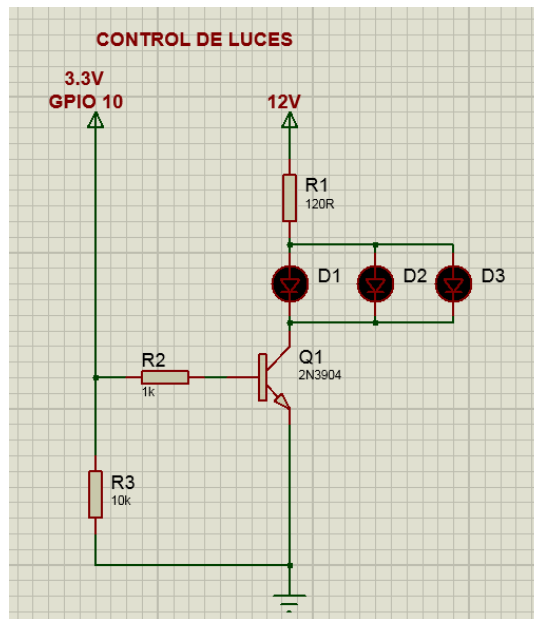 CONTROL DE LUCES
3.3V
GPIO 10
12V
R1
120R
D1
D2
D3
R2
1k
Q1
2N3904
R3
10k